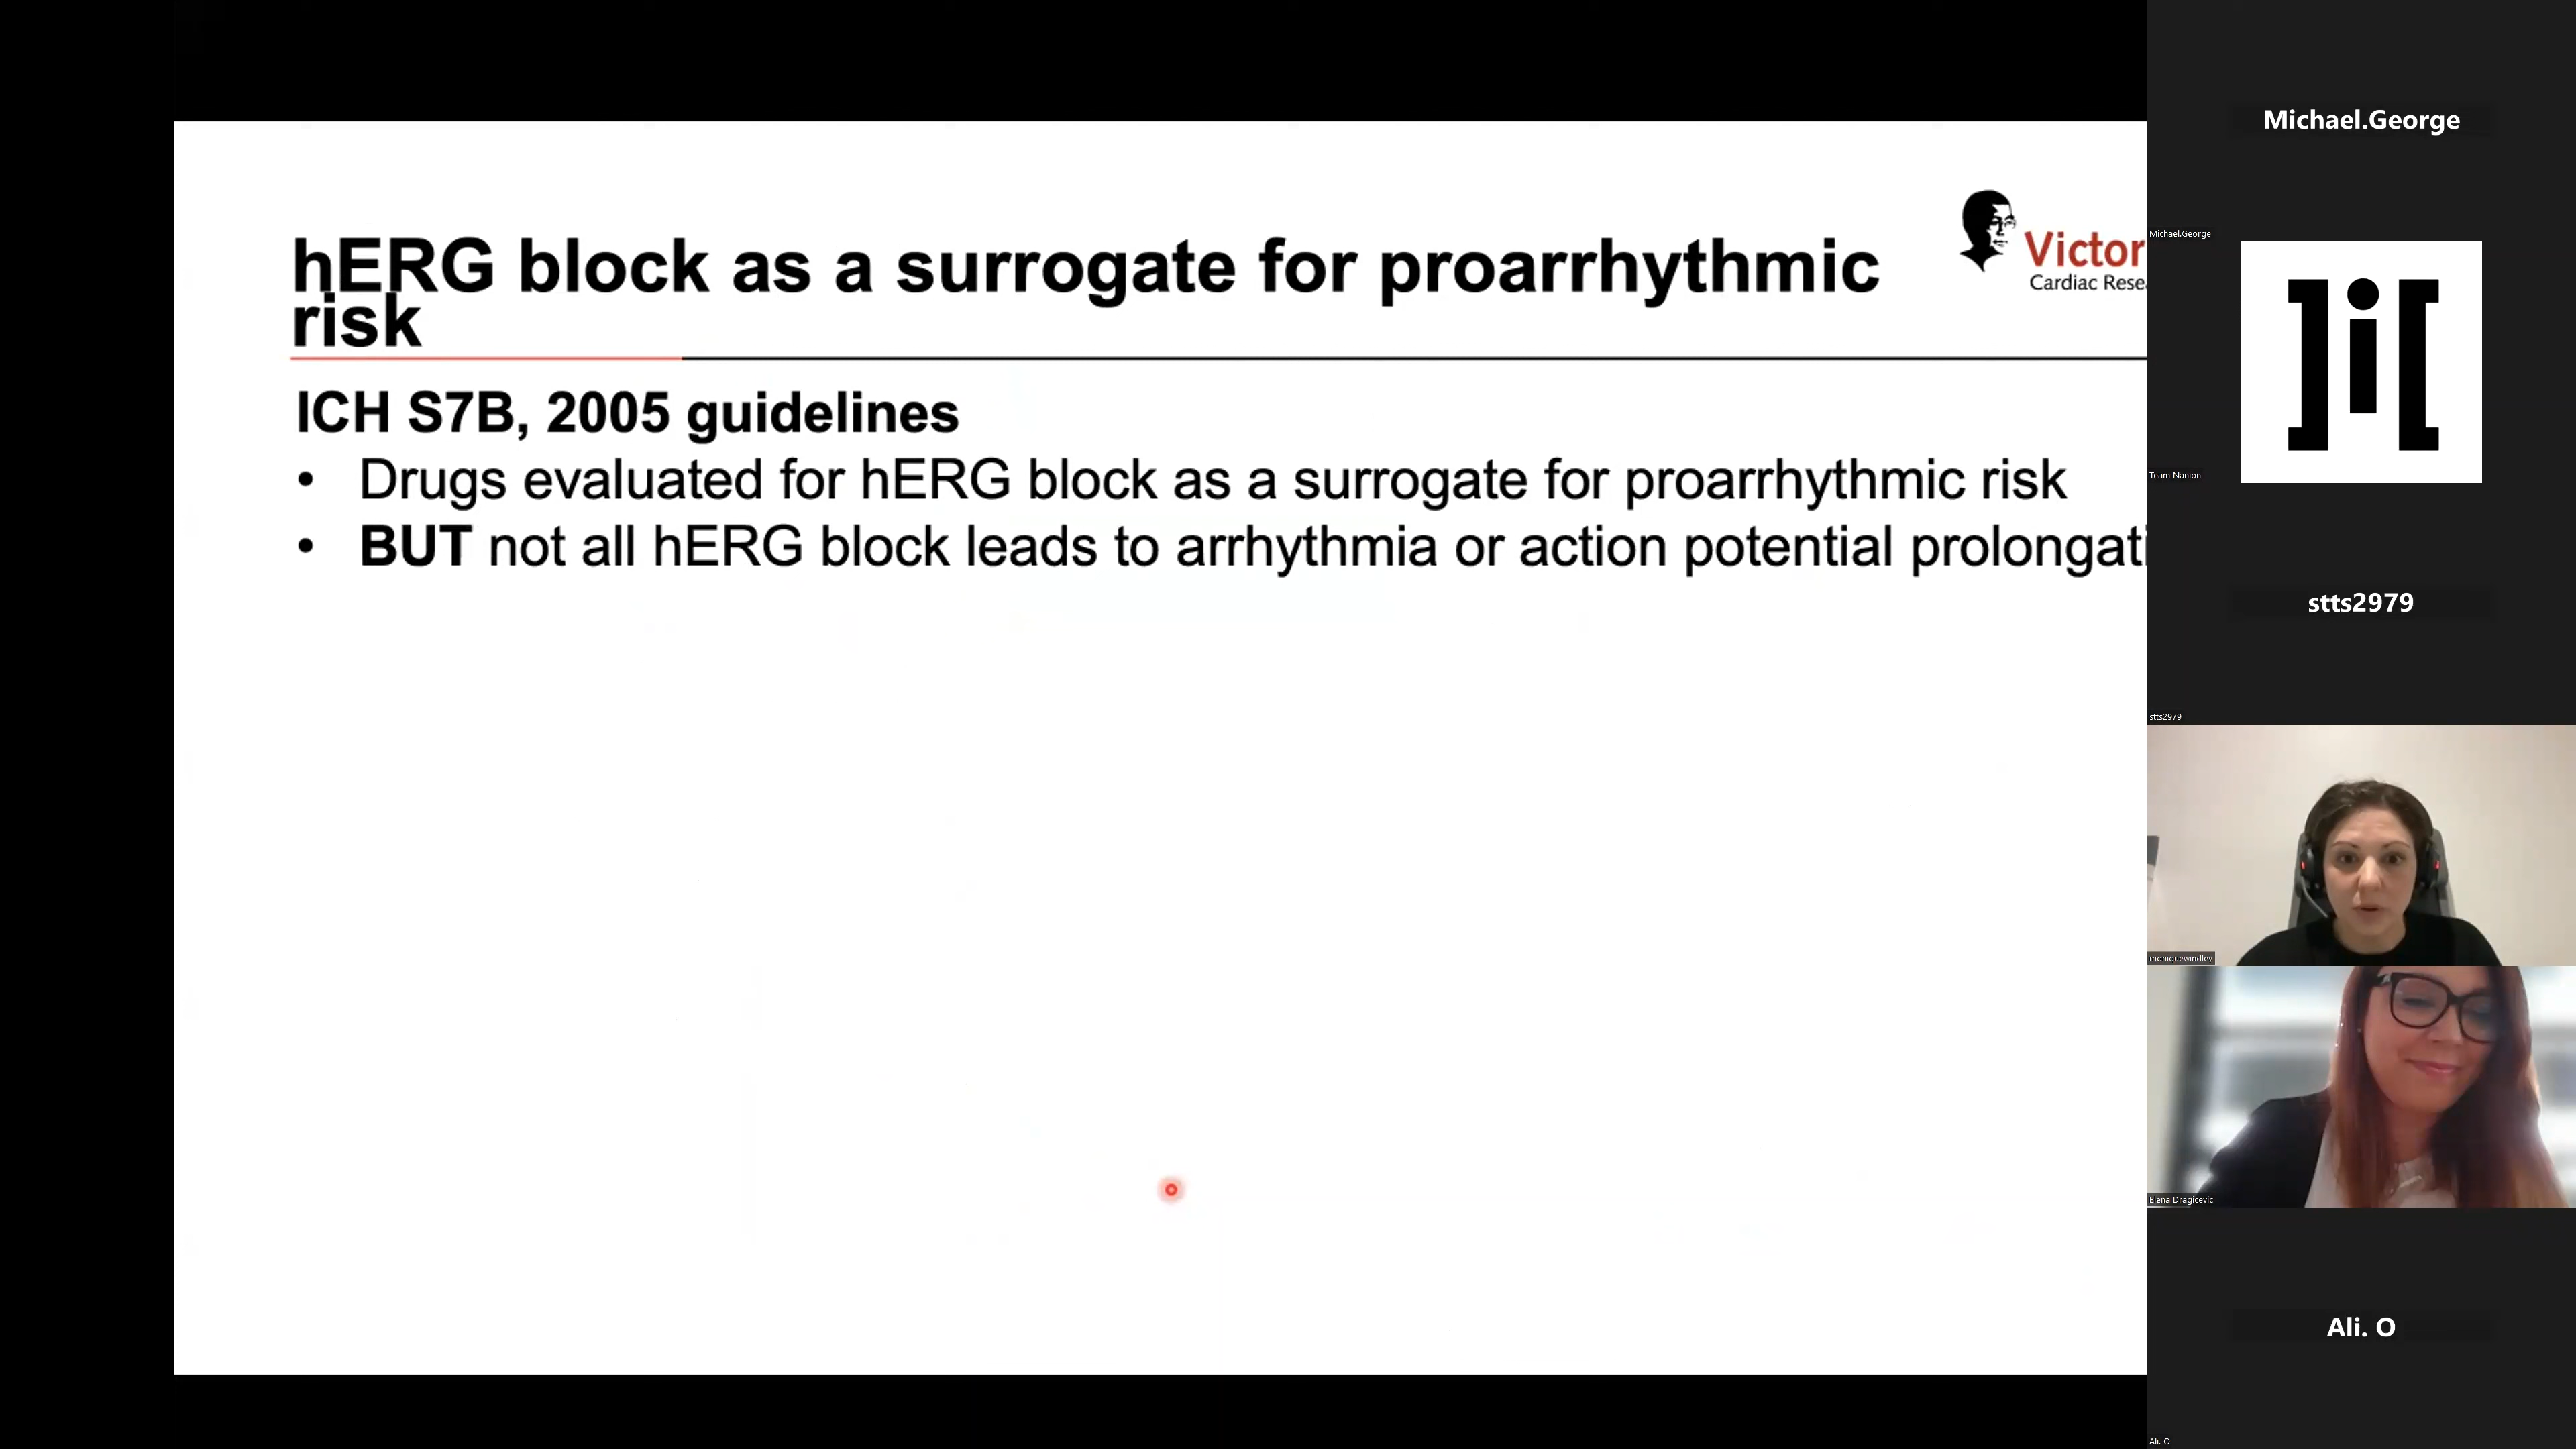 hERG block as a surrogate for proarrhythmic
risk
Victor
Cardiac Rese
ICH S7B, 2005 guidelines
• Drugs evaluated for hERG block as a surrogate for proarrhythmic risk
• BUT not all hERG block leads to arrhythmia or action potential prolongati
Michael.George
Michael.George
]i[
Team Nanion
stts2979
stts2979
moniquewindley
Elena Dragicevic
Ali. O
Ali. O